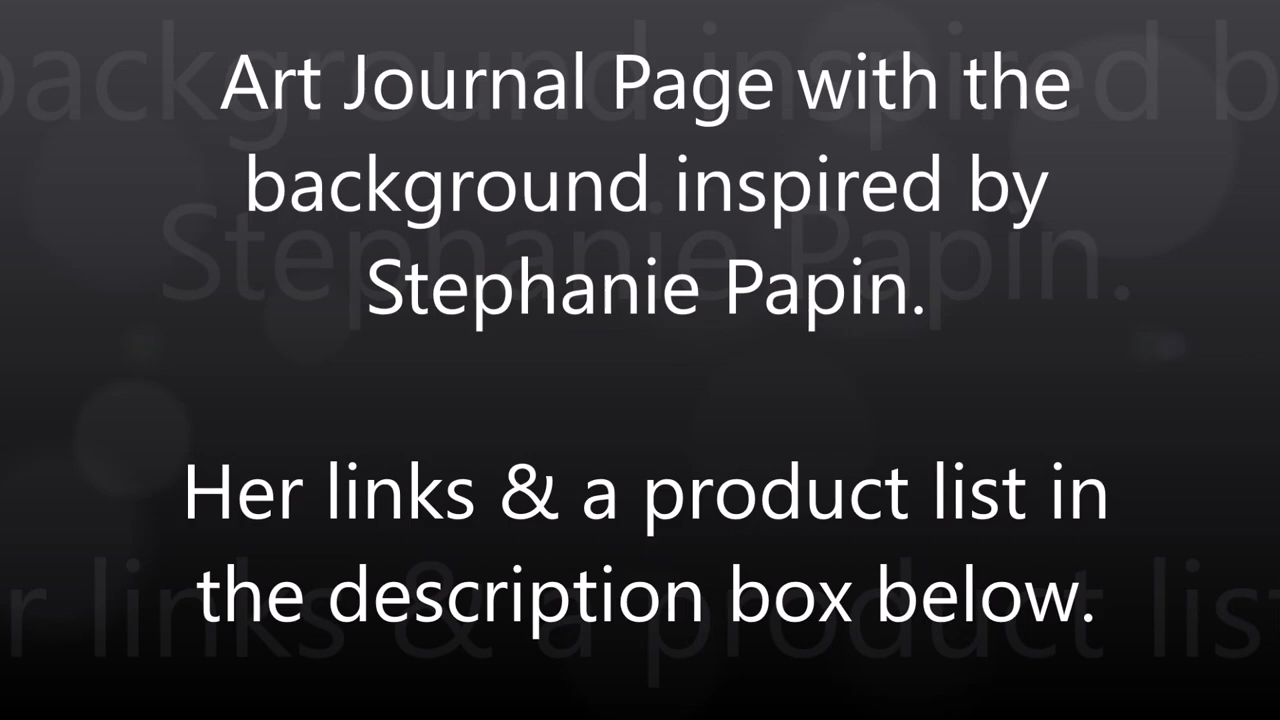 Art Journal Page with the
background inspired by
Stephanie Papin.
Her links & a product list in
the description box below.